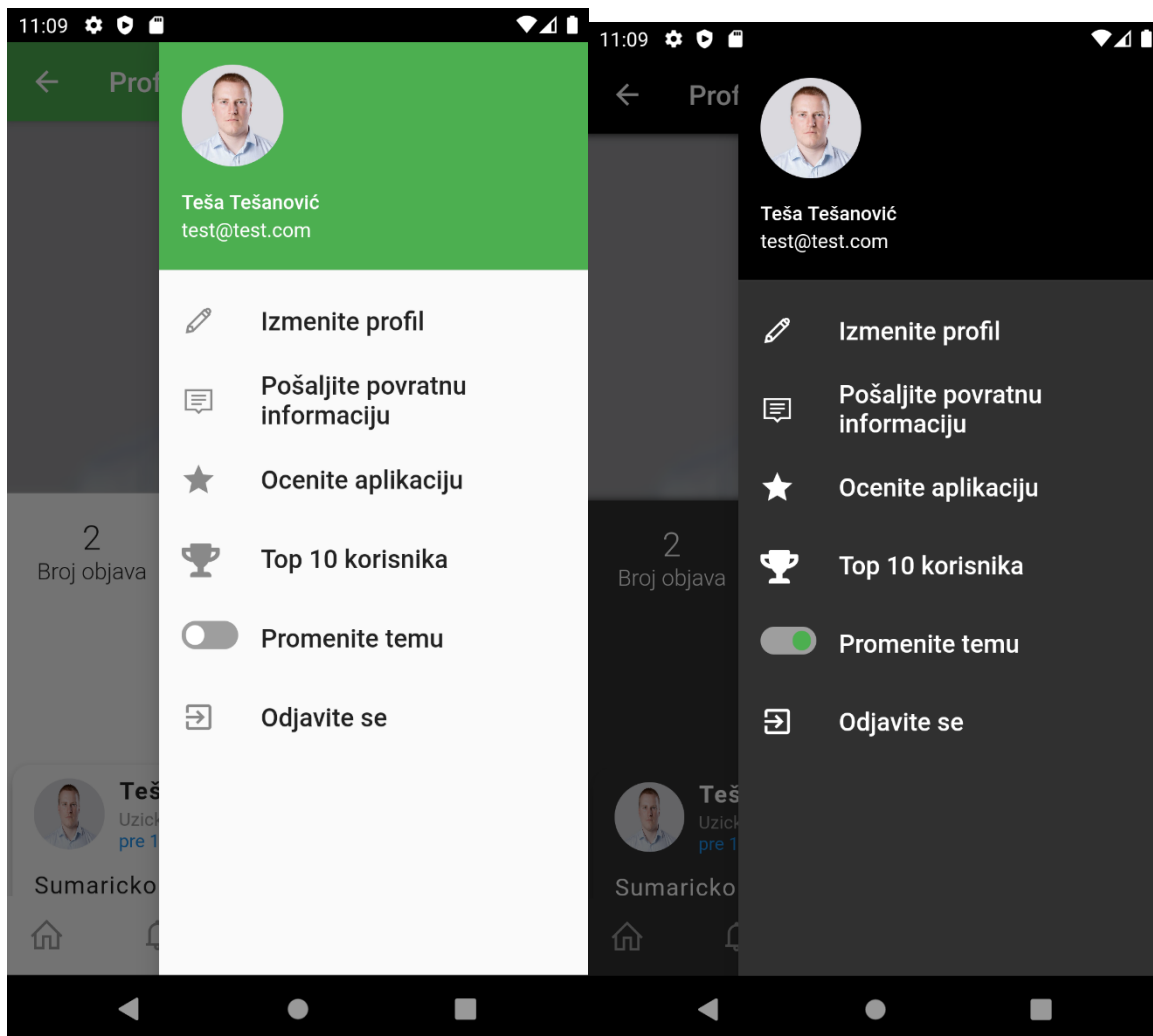 11:09
Prof
Teša Tešanović
test@test.com
Izmenite profil
Pošaljite povratnu
informaciju
Ocenite aplikaciju
2
Broj objava
Top 10 korisnika
Promenite temu
Odjavite se
Teš
Uzick
pre 1
Sumaricko
11:09
Prof
Teša Tešanović
test@test.com
Izmenite profil
Pošaljite povratnu
informaciju
Ocenite aplikaciju
2
Broj objava
Top 10 korisnika
Promenite temu
Odjavite se
Teš
Uzick
pre 1
Sumaricko